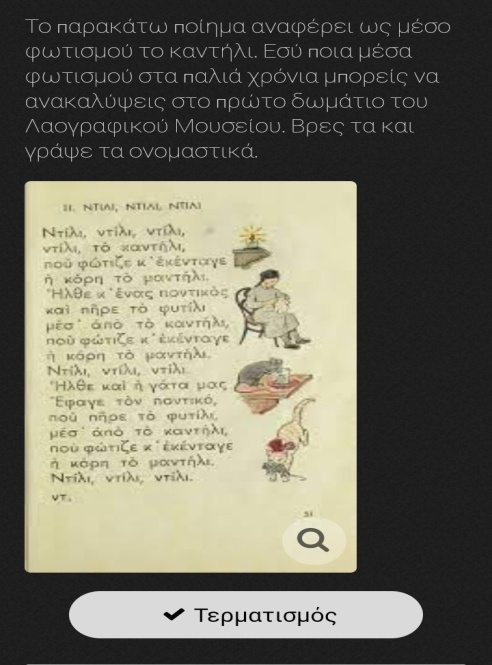 Το παρακάτω ποίημα αναφέρει ως μέσο
φωτισμού το καντήλι. Εσύ ποια μέσα
φωτισμού στα παλιά χρόνια μπορείς να
ανακαλύψεις στο πρώτο δωμάτιο του
Λαογραφικού Μουσείου. Βρες τα και
γράψε τα ονομαστικά.
21. ΝΤΙΛΙ, ΝΤΙΛΙ, ΝΤΙΛΙ
Ντίλι, ντίλι, ντίλι,
ντίλι, τὸ καντήλι,
ποὺ φώτιζε κ᾿ ἐκένταγε
ἡ κόρη τὸ μαντήλι.
Ἦλθε κ᾿ ἕνας ποντικὸς
καὶ πῆρε τὸ φυτίλι
μέσ᾿ ἀπὸ τὸ καντήλι,
ποὺ φώτιζε κ᾿ ἐκένταγε
ἡ κόρη τὸ μαντήλι.
Ντίλι, ντίλι, ντίλι.
Ἦλθε καὶ ἡ γάτα μας
Ἔφαγε τὸν ποντικό,
ποὺ πῆρε τὸ φυτίλι,
μέσ᾿ ἀπὸ τὸ καντήλι,
ποὺ φώτιζε κ᾿ ἐκένταγε
ἡ κόρη τὸ μαντήλι.
Ντίλι, ντίλι, ντίλι.
ντ.
51
Τερματισμός